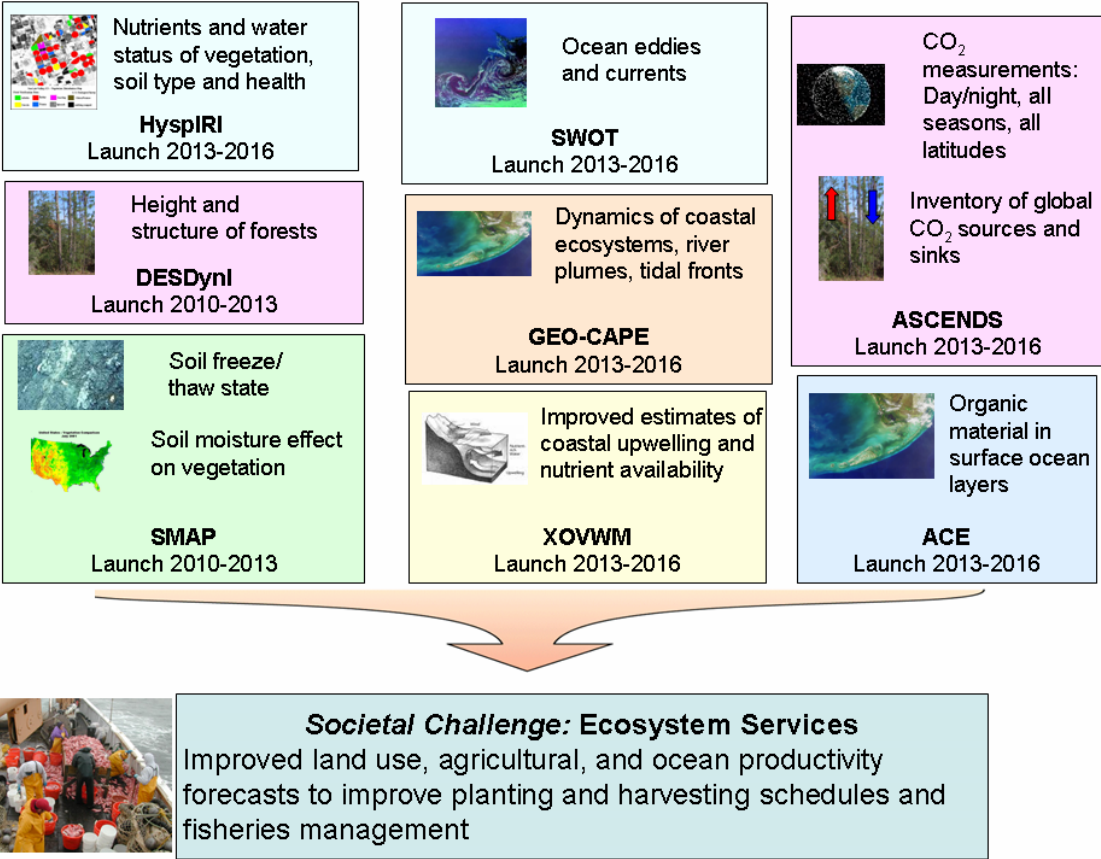 Nutrients and water
status of vegetation,
soil type and health
HyspIRI
Launch 2013-2016
Height and
structure of forests
DESDynI
Launch 2010-2013
Soil freeze/
thaw state
Soil moisture effect
on vegetation
SMAP
Launch 2010-2013
Ocean eddies
and currents
SWOT
Launch 2013-2016
Dynamics of coastal
ecosystems, river
plumes, tidal fronts
GEO-CAPE
Launch 2013-2016
Improved estimates of
coastal upwelling and
nutrient availability
XOVWM
Launch 2013-2016
CO2
measurements:
Day/night, all
seasons, all
latitudes
Inventory of global
CO2 sources and
sinks
ASCENDS
Launch 2013-2016
Organic
material in
surface ocean
layers
ACE
Launch 2013-2016
Societal Challenge: Ecosystem Services
Improved land use, agricultural, and ocean productivity
forecasts to improve planting and harvesting schedules and
fisheries management